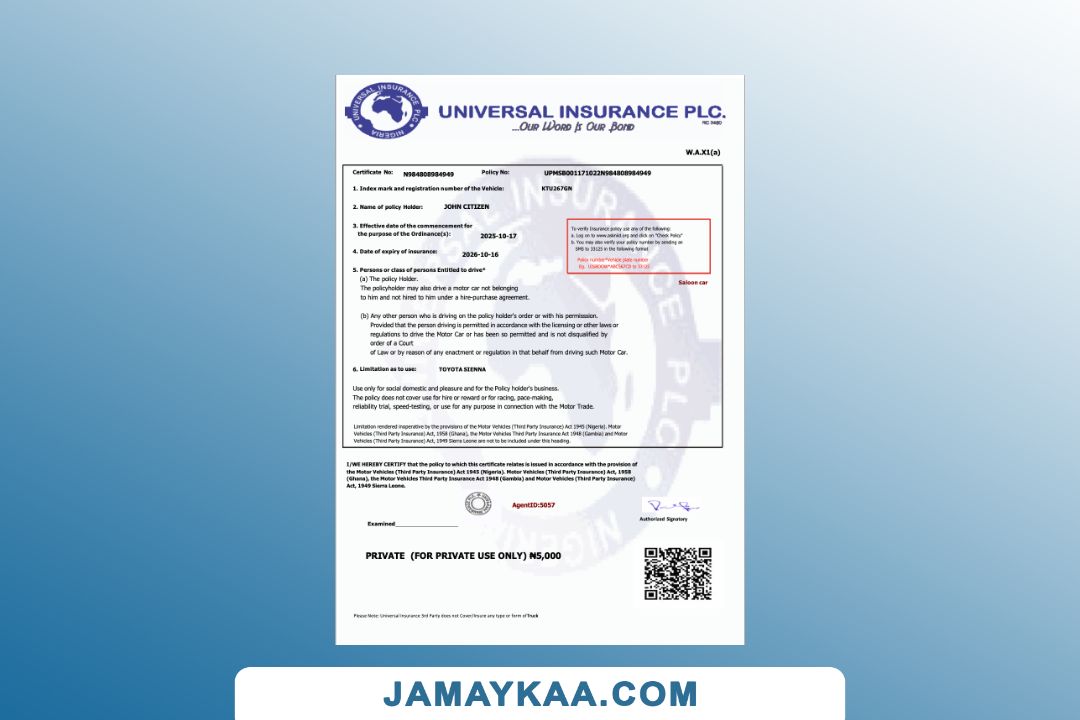 UNIVERSAL INSURANCE PLC
NIGERIA
UNIVERSAL INSURANCE PLC.
RC 2460
...OUR WORD IS OUR BOND
W.A.X1(a)
Certificate No: N984808984949 Policy No: UPMSB001171022N984808984949
1. Index mark and registration number of the Vehicle: KTU267GN
2. Name of policy Holder: JOHN CITIZEN
3. Effective date of the commencement for
the purpose of the Ordinance(s): 2025-10-17
4. Date of expiry of insurance: 2026-10-16
To verify Insurance policy use any of the following:
a. Log on to www.askniid.org and click on "Check Policy"
b. You may also verify your policy number by sending an
SMS to 33125 in the following format
Policy number*Vehicle plate number
Eg. to 33125
Saloon car
5. Persons or class of persons Entitled to drive*
(a) The policy Holder.
The policyholder may also drive a motor car not belonging
to him and not hired to him under a hire-purchase agreement.
(b) Any other person who is driving on the policy holder's order or with his permission.
Provided that the person driving is permitted in accordance with the licensing or other laws or
regulations to drive the Motor Car or has been so permitted and is not disqualified by
order of a Court
of Law or by reason of any enactment or regulation in that behalf from driving such Motor Car.
6. Limitation as to use: TOYOTA SIENNA
Use only for social domestic and pleasure and for the Policy holder's business.
The policy does not cover use for hire or reward or for racing, pace-making,
reliability trial, speed-testing, or use for any purpose in connection with the Motor Trade.
Limitation rendered inoperative by the provisions of the Motor Vehicles (Third Party Insurance) Act 1945 (Nigeria). Motor
Vehicles (Third Party Insurance) Act, 1958 (Ghana), the Motor Vehicles Third Party Insurance Act 1948 (Gambia) and Motor
Vehicles (Third Party Insurance) Act, 1949 Sierra Leone are not to be included under this heading.
I/WE HEREBY CERTIFY that the policy to which this certificate relates is issued in accordance with the provision of
the Motor Vehicles (Third Party Insurance) Act 1945 (Nigeria). Motor Vehicles (Third Party Insurance) Act, 1958
(Ghana), the Motor Vehicles Third Party Insurance Act 1948 (Gambia) and Motor Vehicles (Third Party Insurance)
Act, 1949 Sierra Leone.
AgentID:5057
Authorized Signatory
Examined
PRIVATE (FOR PRIVATE USE ONLY) ₦5,000
Please Note: Universal Insurance 3rd Party does not Cover/Insure any type or form of Truck
JAMAYKAA.COM